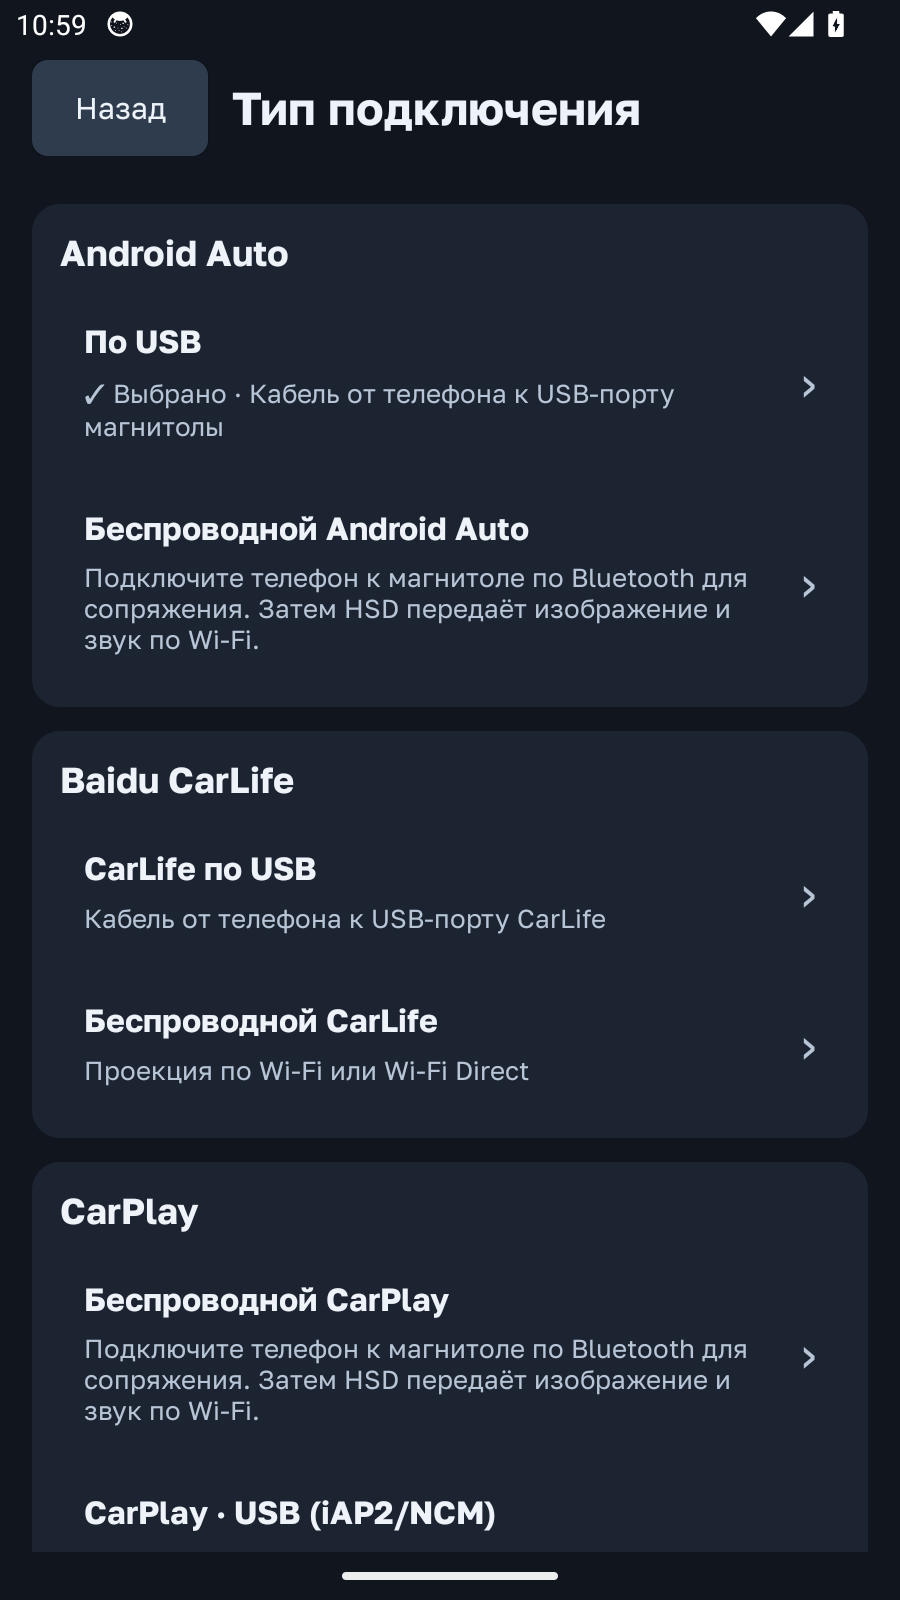 10:59
Назад
Тип подключения
Android Auto
По USB
✓ Выбрано · Кабель от телефона к USB-порту
магнитолы
Беспроводной Android Auto
Подключите телефон к магнитоле по Bluetooth для
сопряжения. Затем HSD передаёт изображение и
звук по Wi-Fi.
Baidu CarLife
CarLife по USB
Кабель от телефона к USB-порту CarLife
Беспроводной CarLife
Проекция по Wi-Fi или Wi-Fi Direct
CarPlay
Беспроводной CarPlay
Подключите телефон к магнитоле по Bluetooth для
сопряжения. Затем HSD передаёт изображение и
звук по Wi-Fi.
CarPlay · USB (iAP2/NCM)